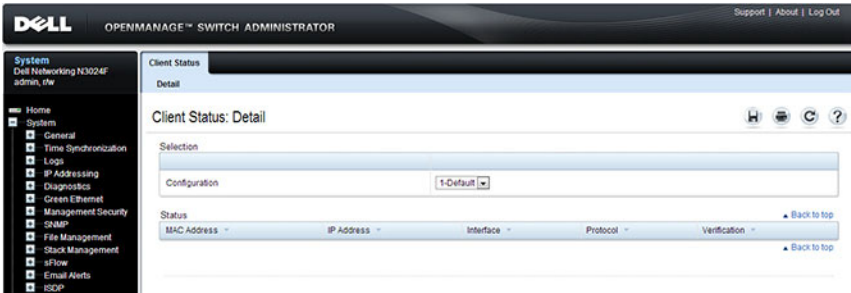 Support | About | Log Out
DELL OPENMANAGE™ SWITCH ADMINISTRATOR
System
Dell Networking N3024F
admin, r/w
Home
System
General
Time Synchronization
Logs
IP Addressing
Diagnostics
Green Ethernet
Management Security
SNMP
File Management
Stack Management
sFlow
Email Alerts
ISDP
Client Status
Detail
Client Status: Detail
Selection
Configuration 1-Default
Status Back to top
MAC Address IP Address Interface Protocol Verification
Back to top